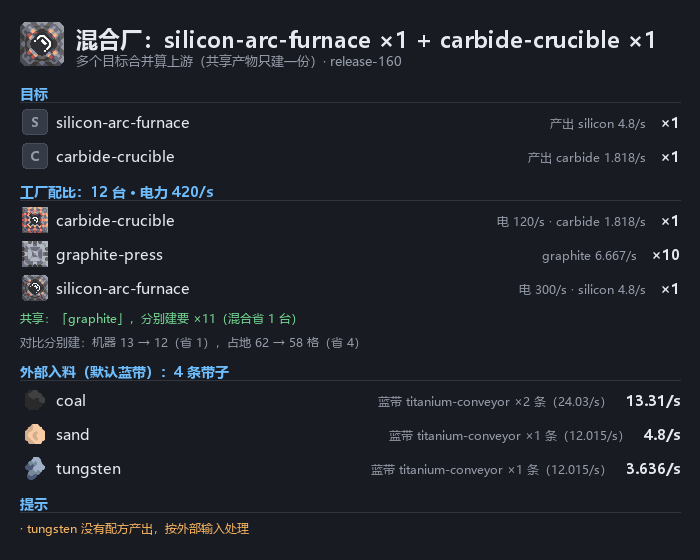 混合厂：silicon-arc-furnace ×1 + carbide-crucible ×1
多个目标合并算上游（共享产物只建一份）· release-160
目标
S silicon-arc-furnace 产出 silicon 4.8/s ×1
C carbide-crucible 产出 carbide 1.818/s ×1
工厂配比：12 台 • 电力 420/s
carbide-crucible 电 120/s · carbide 1.818/s ×1
graphite-press graphite 6.667/s ×10
silicon-arc-furnace 电 300/s · silicon 4.8/s ×1
共享：「graphite」，分别建要 ×11（混合省 1 台）
对比分别建：机器 13 → 12（省 1），占地 62 → 58 格（省 4）
外部入料（默认蓝带）：4 条带子
coal 蓝带 titanium-conveyor ×2 条（24.03/s） 13.31/s
sand 蓝带 titanium-conveyor ×1 条（12.015/s） 4.8/s
tungsten 蓝带 titanium-conveyor ×1 条（12.015/s） 3.636/s
提示
· tungsten 没有配方产出，按外部输入处理